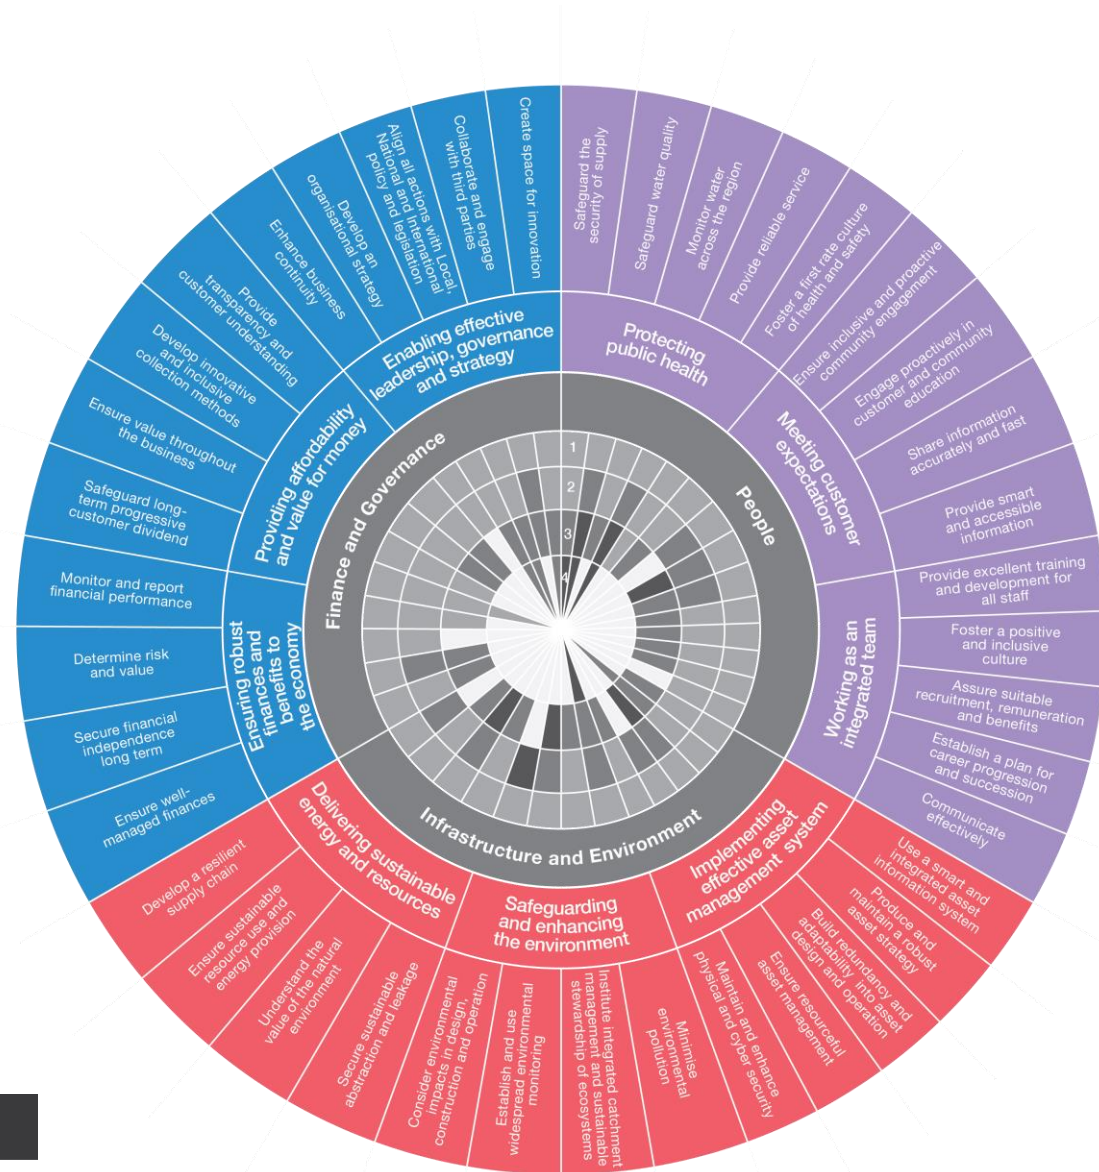 Create space for innovation
Collaborate and engage
with third parties
Align all actions with Local,
National and International
policy and legislation
Develop an
organisational strategy
Enhance business
continuity
Provide
transparency and
customer understanding
Develop innovative
and inclusive
collection methods
Ensure value throughout
the business
Safeguard long-
term progressive
customer dividend
Monitor and report
financial performance
Determine risk
and value
Secure financial
independence
long term
Ensure well-
managed finances
Enabling effective
leadership, governance
and strategy
Providing affordability
and value for money
Ensuring robust
finances and
benefits to
the economy
Finance and Governance
Safeguard the
security of supply
Safeguard water quality
Monitor water
across the region
Provide reliable service
Foster a first rate culture
of health and safety
Ensure inclusive and proactive
community engagement
Engage proactively in
customer and community
education
Share information
accurately and fast
Provide smart
and accessible
information
Provide excellent training
and development for
all staff
Foster a positive
and inclusive
culture
Assure suitable
recruitment, remuneration
and benefits
Establish a plan for
career progression
and succession
Communicate
effectively
Protecting
public health
Meeting customer
expectations
Working as an
integrated team
People
1
2
3
4
Use a smart and
integrated asset
information system
Produce and
maintain a robust
asset strategy
Build redundancy and
adaptability into asset
design and operation
Ensure resourceful
asset management
Maintain and enhance
physical and cyber security
Minimise
environmental
pollution
Institute integrated catchment
management and sustainable
stewardship of ecosystems
Establish and use
widespread environmental
monitoring
Consider environmental
impacts in design,
construction and operation
Secure sustainable
abstraction and leakage
Understand the
value of the natural
environment
Ensure sustainable
resource use and
energy provision
Develop a resilient
supply chain
Implementing
effective asset
management system
Safeguarding
and enhancing
the environment
Delivering sustainable
energy and resources
Infrastructure and Environment